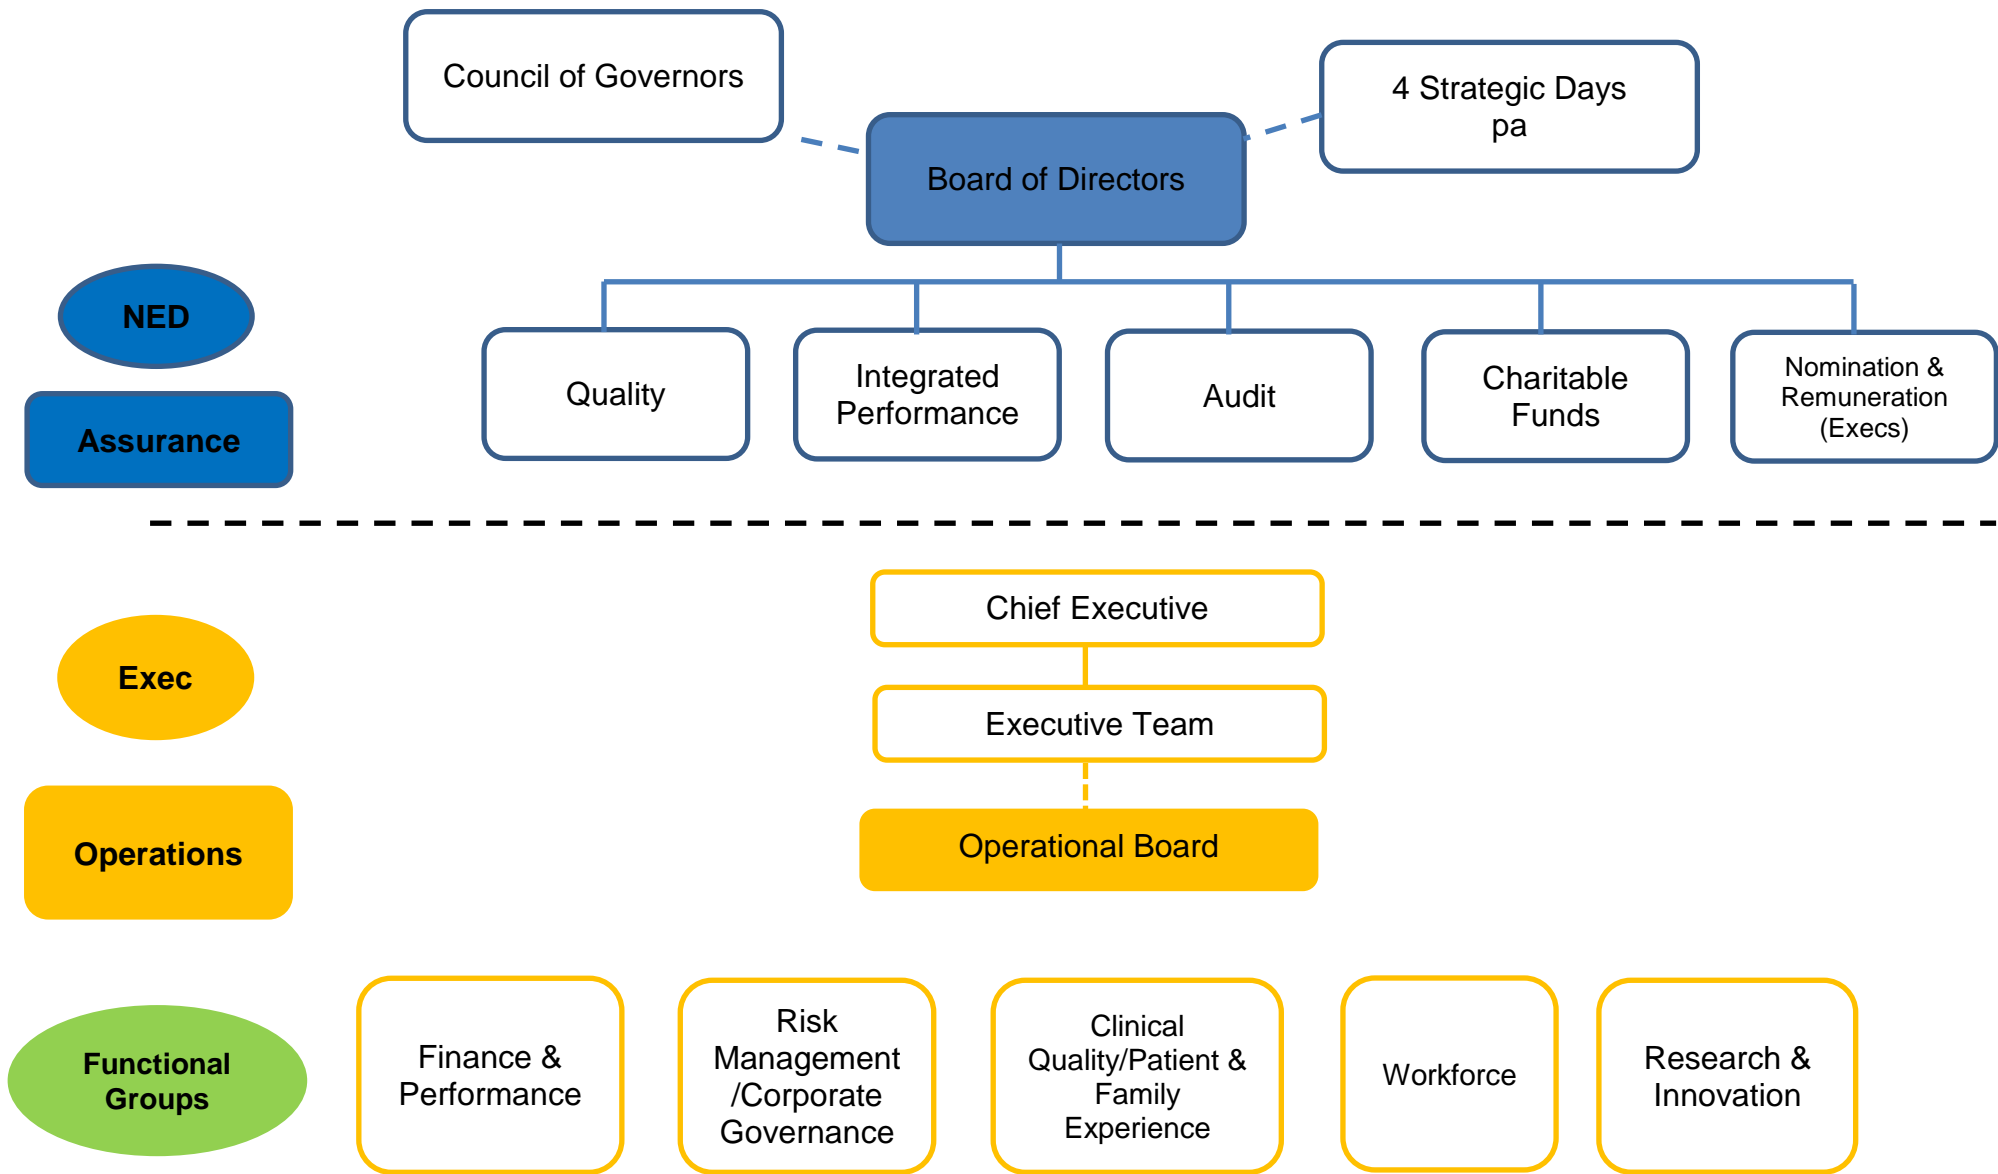 Council of Governors
4 Strategic Days
pa
Board of Directors
NED
Assurance
Quality
Integrated
Performance
Audit
Charitable
Funds
Nomination &
Remuneration
(Execs)
Exec
Operations
Chief Executive
Executive Team
Operational Board
Functional
Groups
Finance &
Performance
Risk
Management
/Corporate
Governance
Clinical
Quality/Patient &
Family
Experience
Workforce
Research &
Innovation